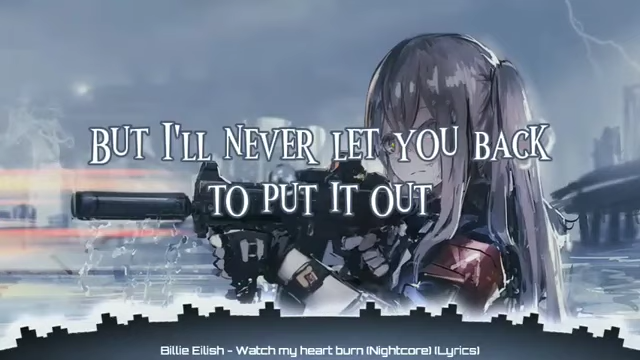 BUT I'LL NEVER LET YOU BACK
TO PUT IT OUT
Billie Eilish - Watch my heart burn (Nightcore) (Lyrics)